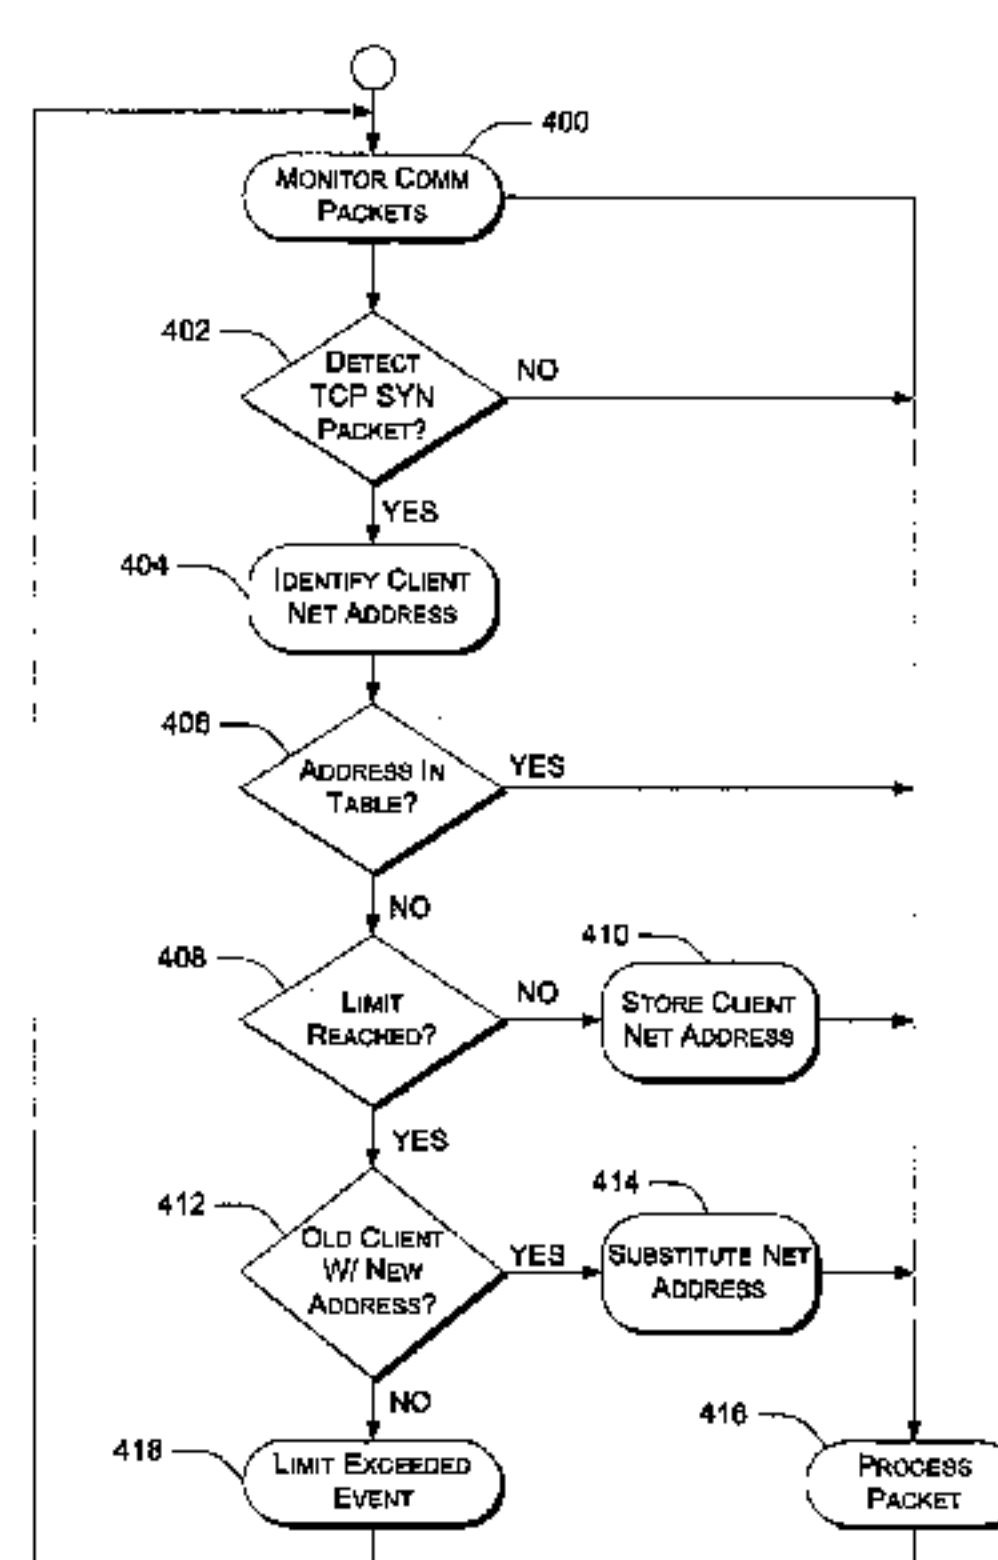 400
MONITOR COMM
PACKETS
402
DETECT
TCP SYN
PACKET?
NO
YES
404
IDENTIFY CLIENT
NET ADDRESS
406
ADDRESS IN
TABLE?
YES
NO
408
LIMIT
REACHED?
NO
410
STORE CLIENT
NET ADDRESS
YES
412
OLD CLIENT
W/ NEW
ADDRESS?
YES
414
SUBSTITUTE NET
ADDRESS
NO
418
LIMIT EXCEEDED
EVENT
416
PROCESS
PACKET